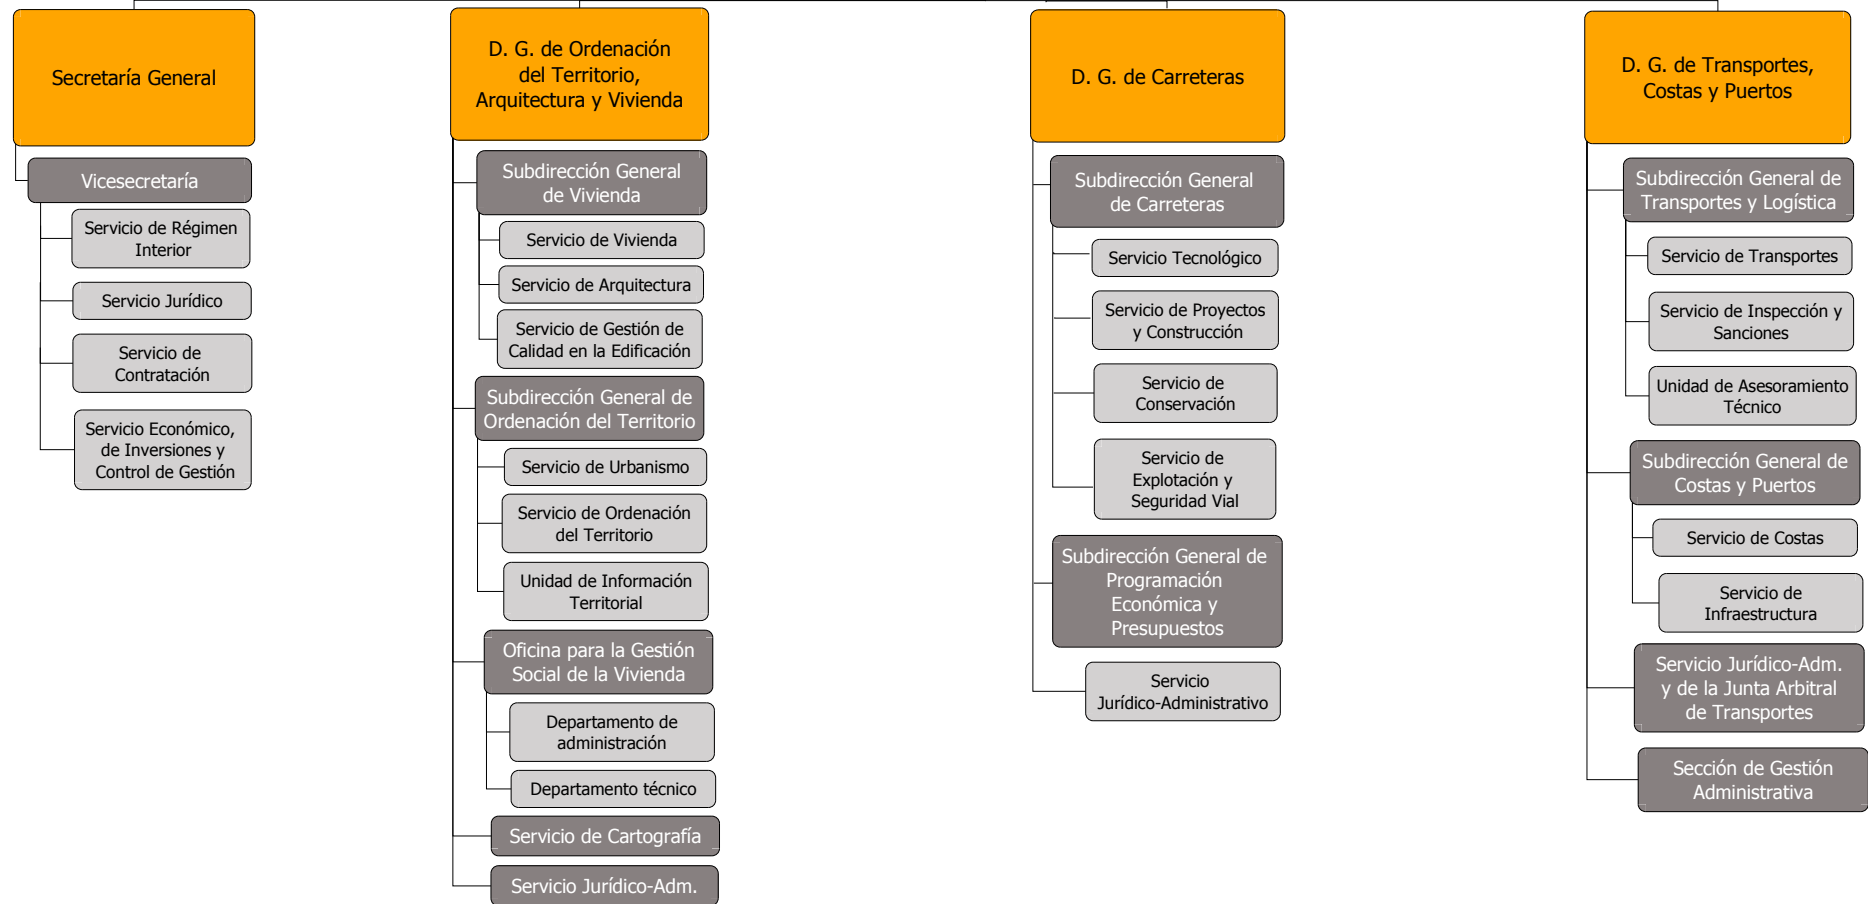 Secretaría General
Vicesecretaría
Servicio de Régimen
Interior
Servicio Jurídico
Servicio de
Contratación
Servicio Económico,
de Inversiones y
Control de Gestión
D. G. de Ordenación
del Territorio,
Arquitectura y Vivienda
Subdirección General
de Vivienda
Servicio de Vivienda
Servicio de Arquitectura
Servicio de Gestión de
Calidad en la Edificación
Subdirección General de
Ordenación del Territorio
Servicio de Urbanismo
Servicio de Ordenación
del Territorio
Unidad de Información
Territorial
Oficina para la Gestión
Social de la Vivienda
Departamento de
administración
Departamento técnico
Servicio de Cartografía
Servicio Jurídico-Adm.
D. G. de Carreteras
Subdirección General
de Carreteras
Servicio Tecnológico
Servicio de Proyectos
y Construcción
Servicio de
Conservación
Servicio de
Explotación y
Seguridad Vial
Subdirección General de
Programación
Económica y
Presupuestos
Servicio
Jurídico-Administrativo
D. G. de Transportes,
Costas y Puertos
Subdirección General de
Transportes y Logística
Servicio de Transportes
Servicio de Inspección y
Sanciones
Unidad de Asesoramiento
Técnico
Subdirección General de
Costas y Puertos
Servicio de Costas
Servicio de
Infraestructura
Servicio Jurídico-Adm.
y de la Junta Arbitral
de Transportes
Sección de Gestión
Administrativa